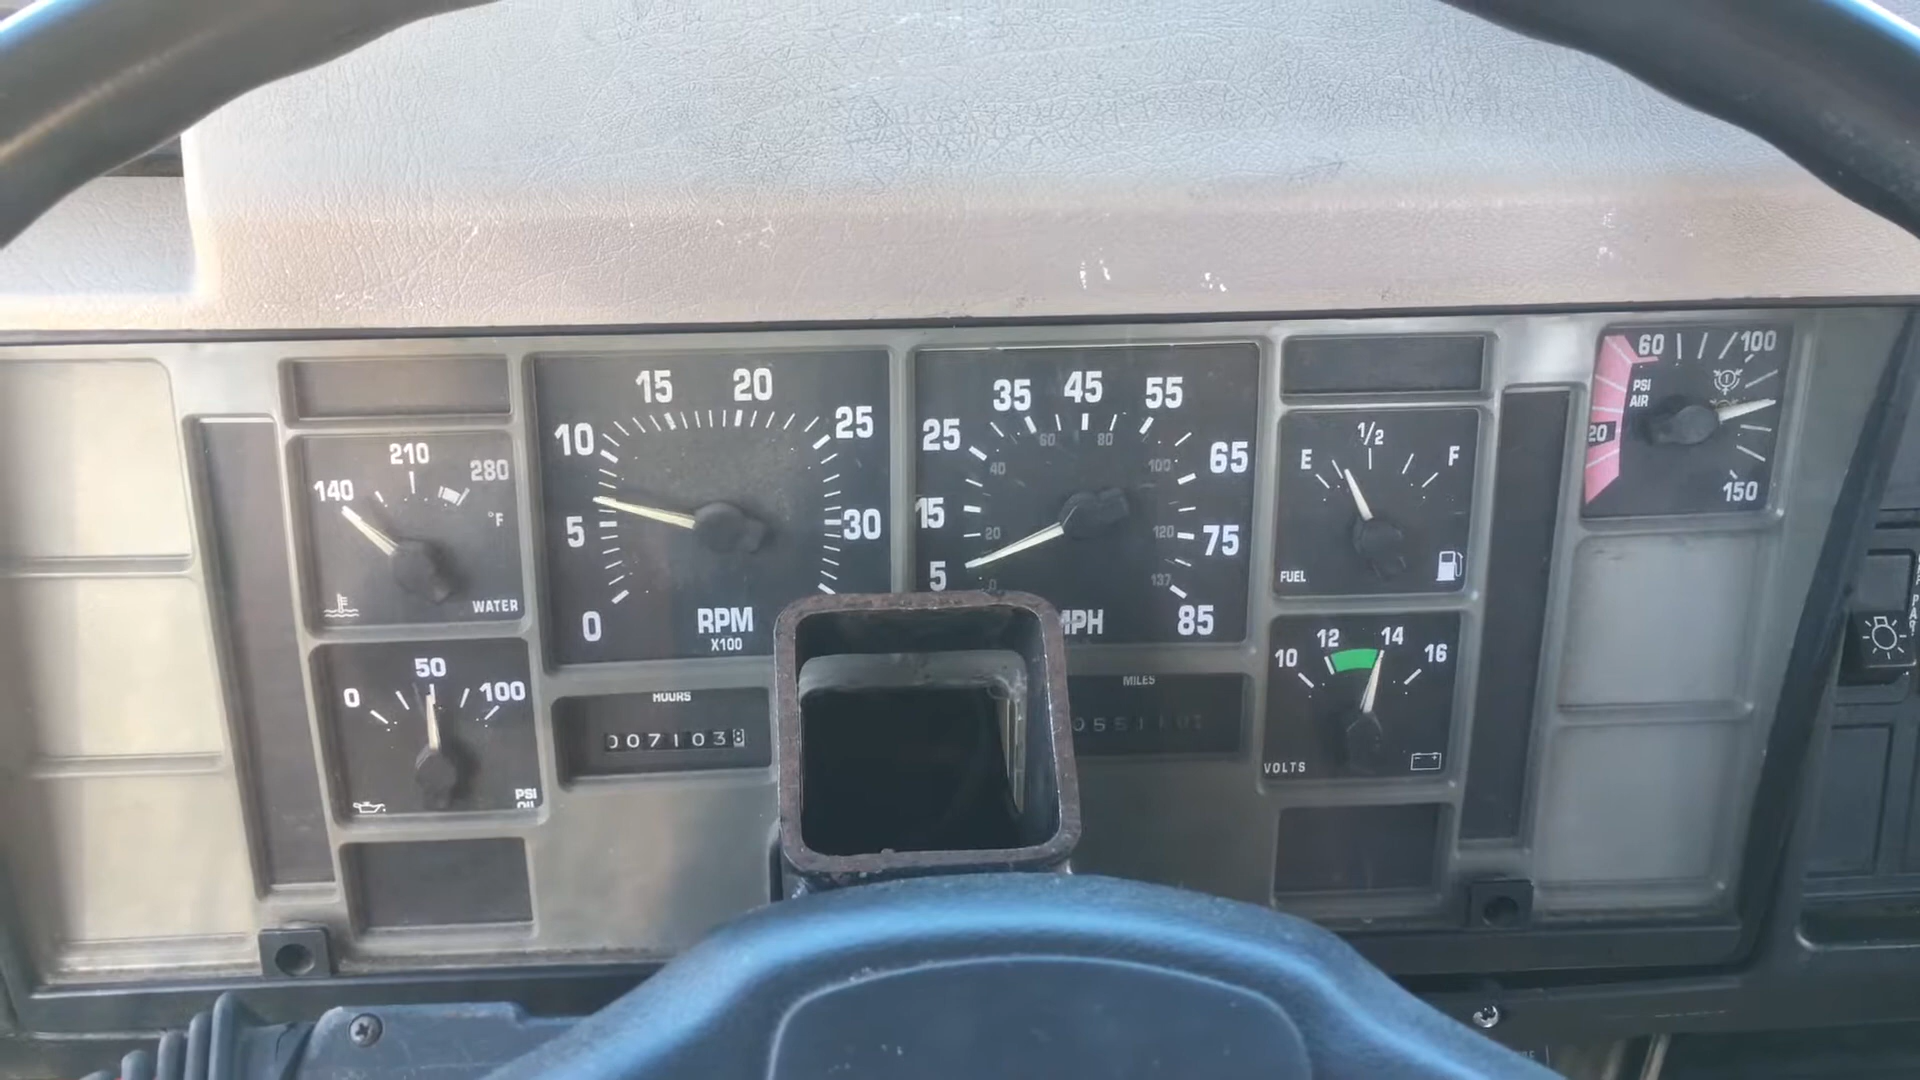 15 20
10 25
5 30
0
RPM
X100
35 45 55
25 65
15 75
5 85
40 60 80 100
20 120
0 137
MPH
140 210 280
°F
WATER
0 50 100
PSI
OIL
HOURS
0071038
MILES
E 1/2 F
FUEL
10 12 14 16
VOLTS
60 100
PSI
AIR
20
150